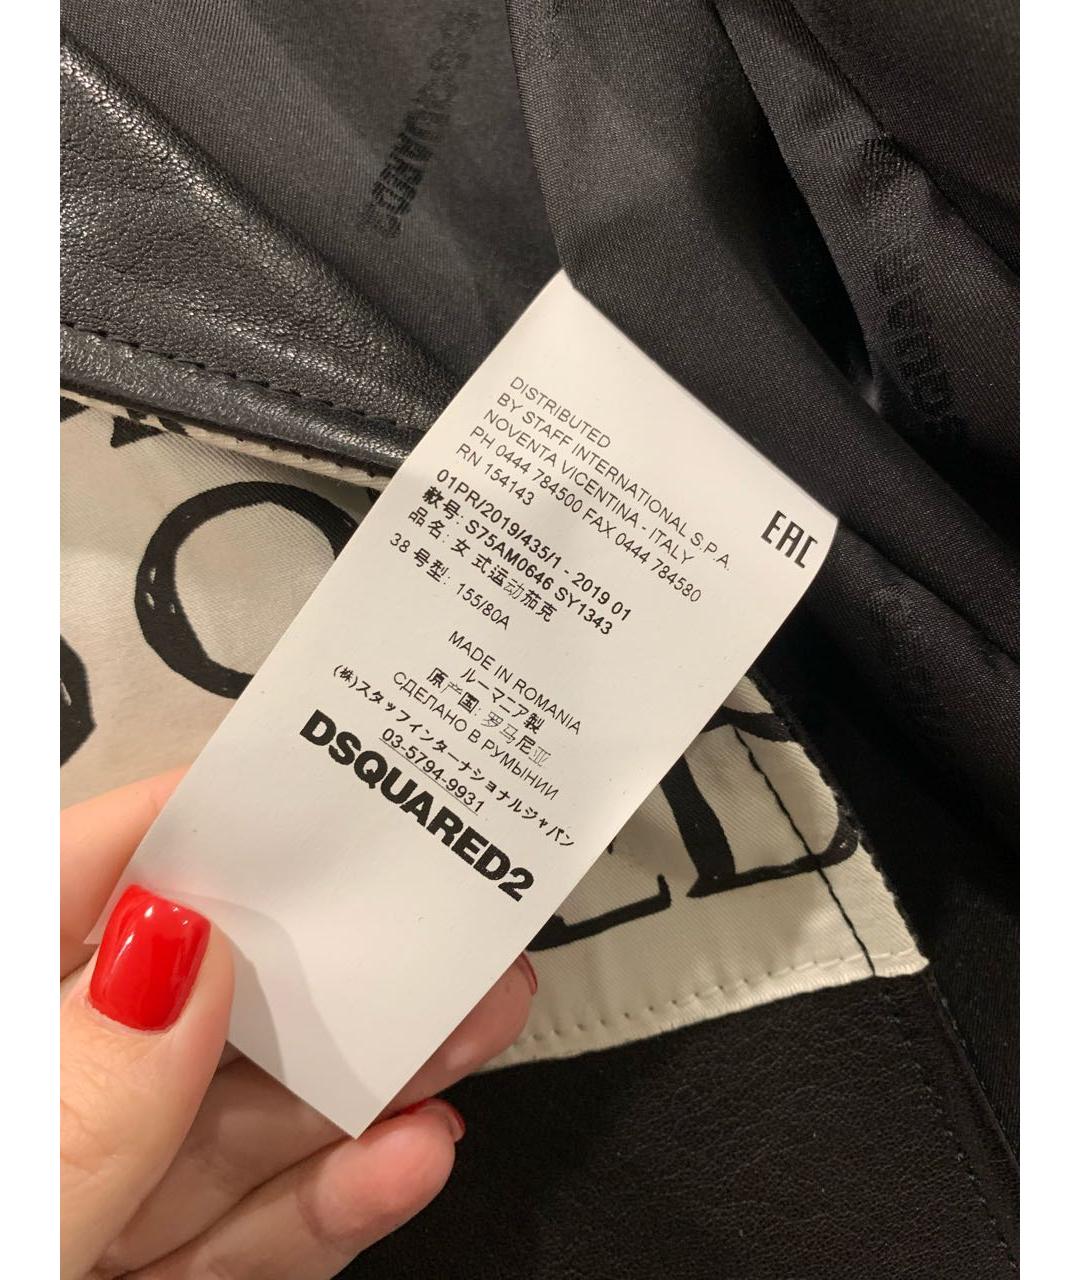 DSQUARED2
DISTRIBUTED
BY STAFF INTERNATIONAL S.P.A.
NOVENTA VICENTINA - ITALY
PH 0444 784500 FAX 0444 784580
RN 154143
EAC
01PR/2019/435/1 - 2019 01
款号: S75AM0646 SY1343
品名: 女 式运动茄克
38 号型: 155/80A
MADE IN ROMANIA
ルーマニア製
原产国: 罗马尼亚
СДЕЛАНО В РУМЫНИИ
(株)スタッフインターナショナルジャパン
03-5794-9931
DSQUARED2